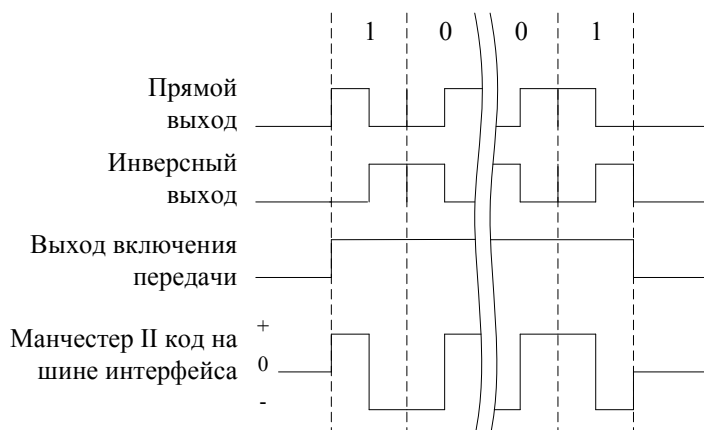 1 0 0 1
Прямой
выход
Инверсный
выход
Выход включения
передачи
Манчестер II код на
шине интерфейса
+
0
-